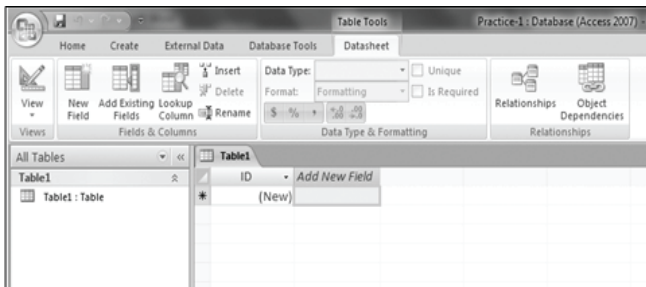 Table Tools Practice-1 : Database (Access 2007) -
Home Create External Data Database Tools Datasheet
View
New Field
Add Existing Fields
Lookup Column
Insert
Delete
Rename
Data Type:
Format: Formatting
$ % ,
Unique
Is Required
Relationships
Object Dependencies
Views Fields & Columns Data Type & Formatting Relationships
All Tables
Table1
Table1 : Table
Table1
ID Add New Field
(New)